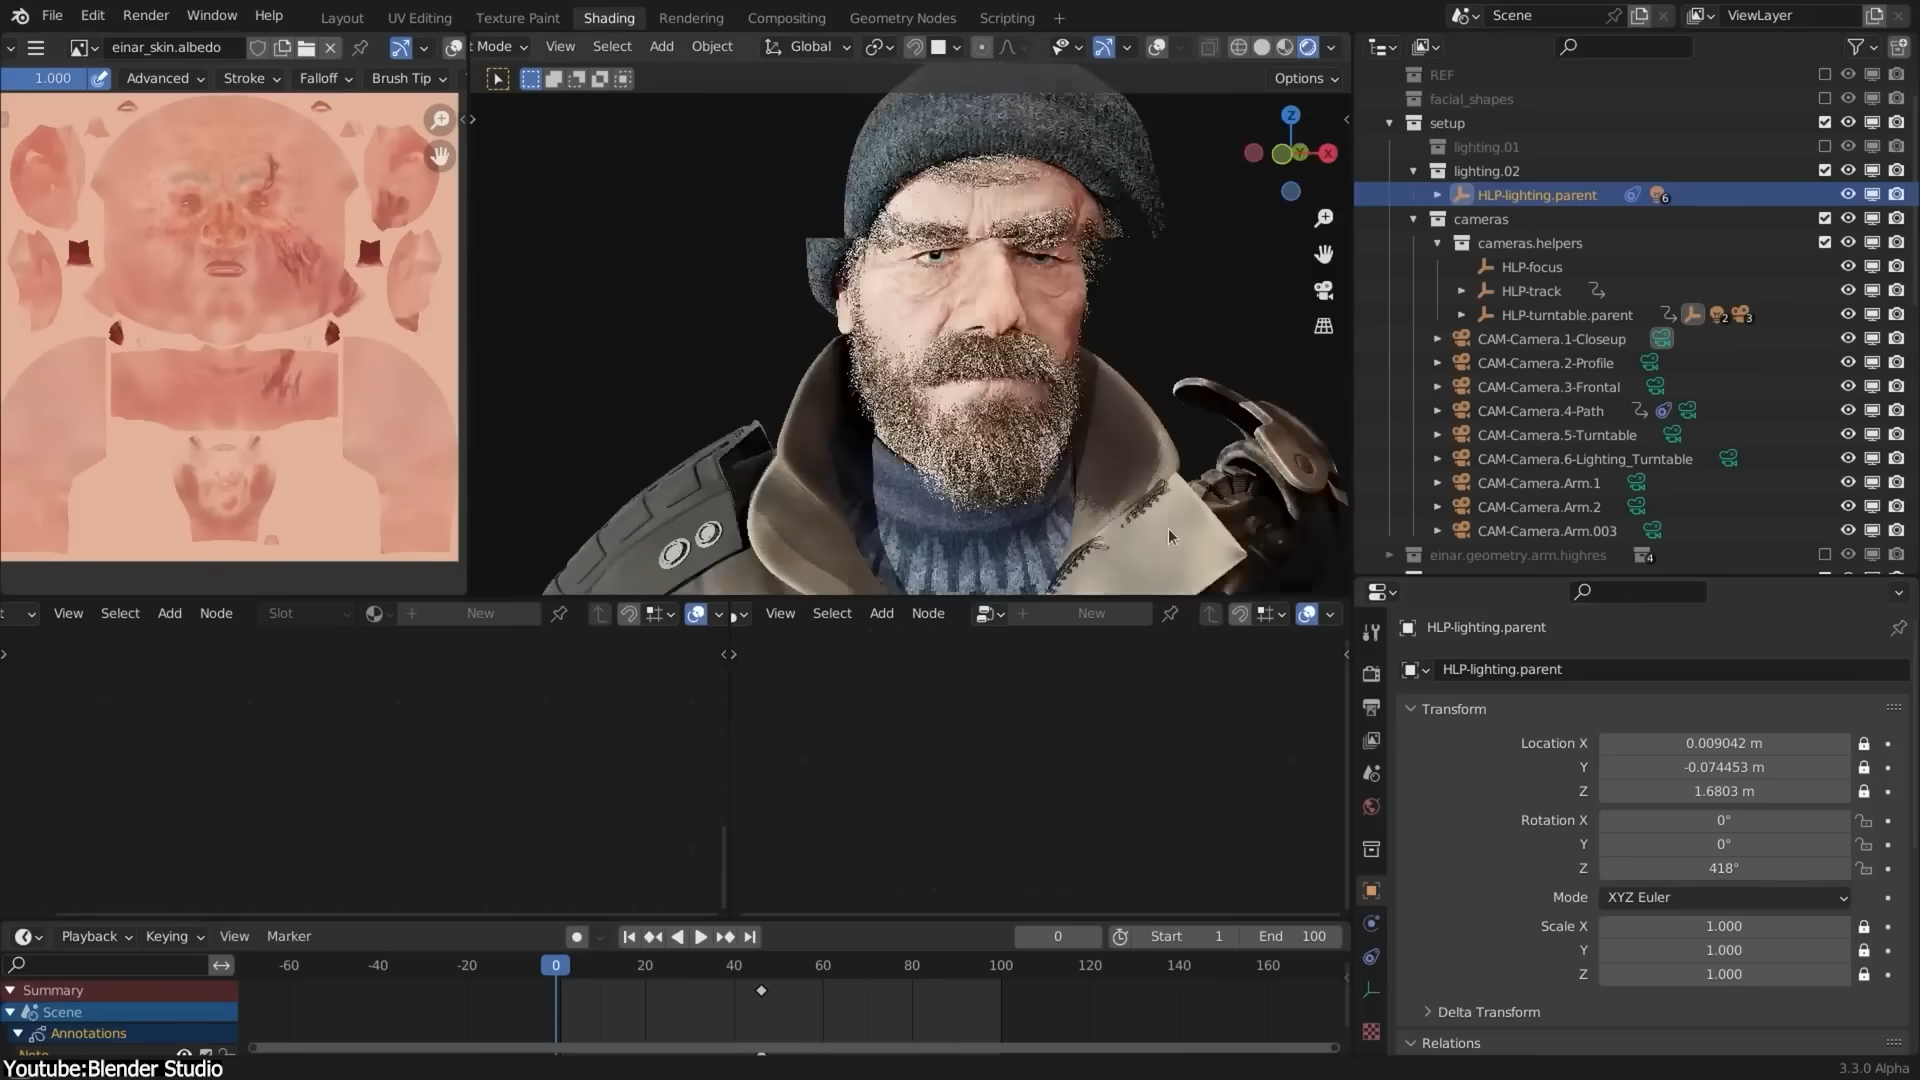 File Edit Render Window Help
Layout UV Editing Texture Paint Shading Rendering Compositing Geometry Nodes Scripting
Scene
ViewLayer
einar_skin.albedo
t Mode View Select Add Object
Global
1.000 Advanced Stroke Falloff Brush Tip
Options
Z
Y
X
REF
facial_shapes
setup
lighting.01
lighting.02
HLP-lighting.parent 6
cameras
cameras.helpers
HLP-focus
HLP-track
HLP-turntable.parent 2 3
CAM-Camera.1-Closeup
CAM-Camera.2-Profile
CAM-Camera.3-Frontal
CAM-Camera.4-Path
CAM-Camera.5-Turntable
CAM-Camera.6-Lighting_Turntable
CAM-Camera.Arm.1
CAM-Camera.Arm.2
CAM-Camera.Arm.003
einar.geometry.arm.highres 4
View Select Add Node Slot New
View Select Add Node New
HLP-lighting.parent
HLP-lighting.parent
Transform
Location X 0.009042 m
Y -0.074453 m
Z 1.6803 m
Rotation X 0°
Y 0°
Z 418°
Mode XYZ Euler
Scale X 1.000
Y 1.000
Z 1.000
Delta Transform
Relations
Playback Keying View Marker
0 Start 1 End 100
-60 -40 -20 0 20 40 60 80 100 120 140 160
Summary
Scene
Annotations
Youtube:Blender Studio
3.3.0 Alpha